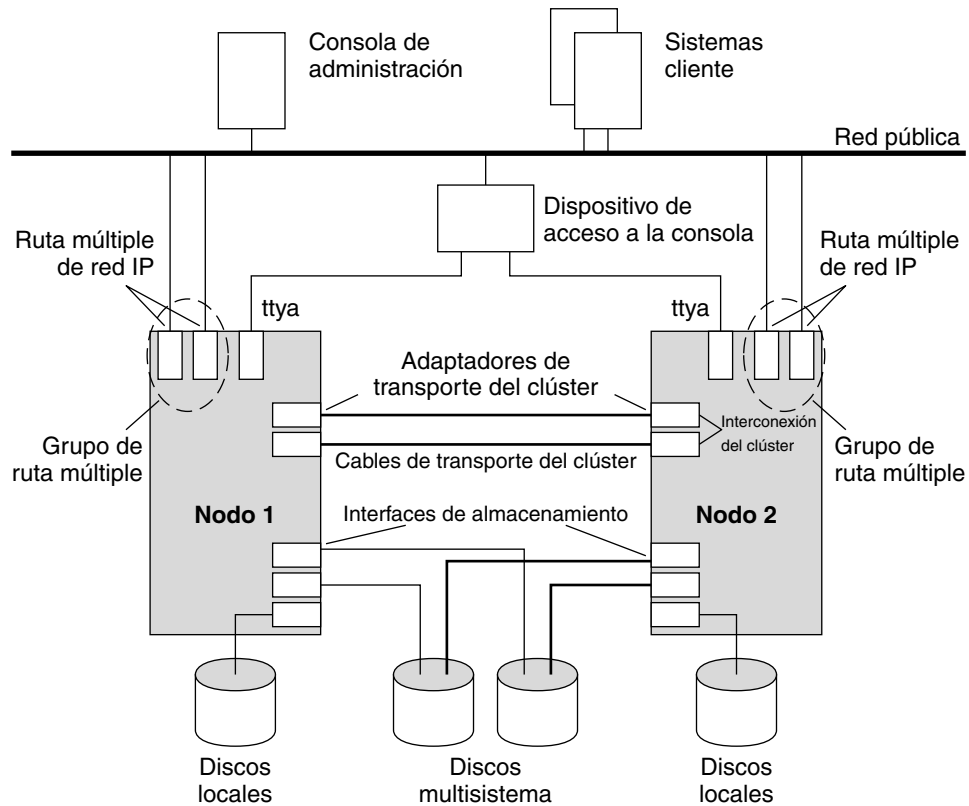 Consola de
administración
Sistemas
cliente
Red pública
Dispositivo de
acceso a la consola
Ruta múltiple
de red IP
Ruta múltiple
de red IP
ttya
ttya
Adaptadores de
transporte del clúster
Interconexión
del clúster
Grupo de
ruta múltiple
Grupo de
ruta múltiple
Cables de transporte del clúster
Nodo 1
Interfaces de almacenamiento
Nodo 2
Discos
locales
Discos
multisistema
Discos
locales